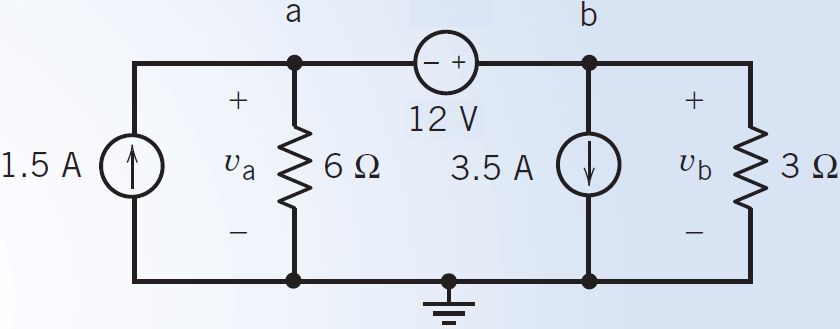 a b
− +
12 V
+ +
1.5 A va 6 Ω 3.5 A vb 3 Ω
− −